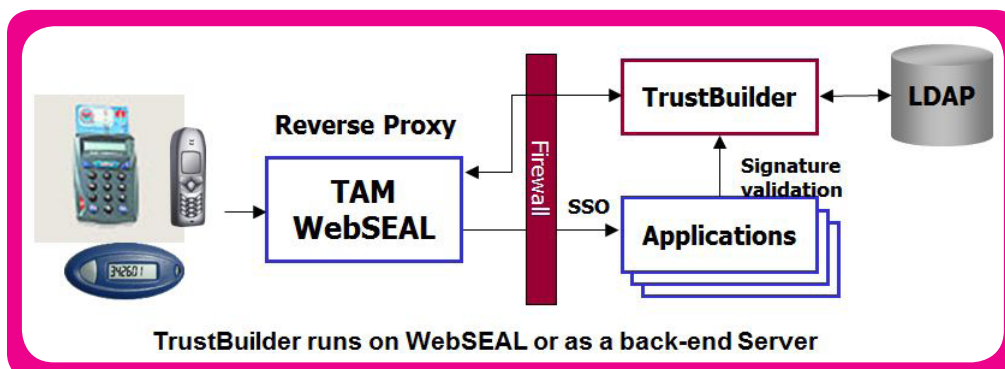 Reverse Proxy
TAM
WebSEAL
Firewall
SSO
TrustBuilder
LDAP
Signature
validation
Applications
342601
TrustBuilder runs on WebSEAL or as a back-end Server